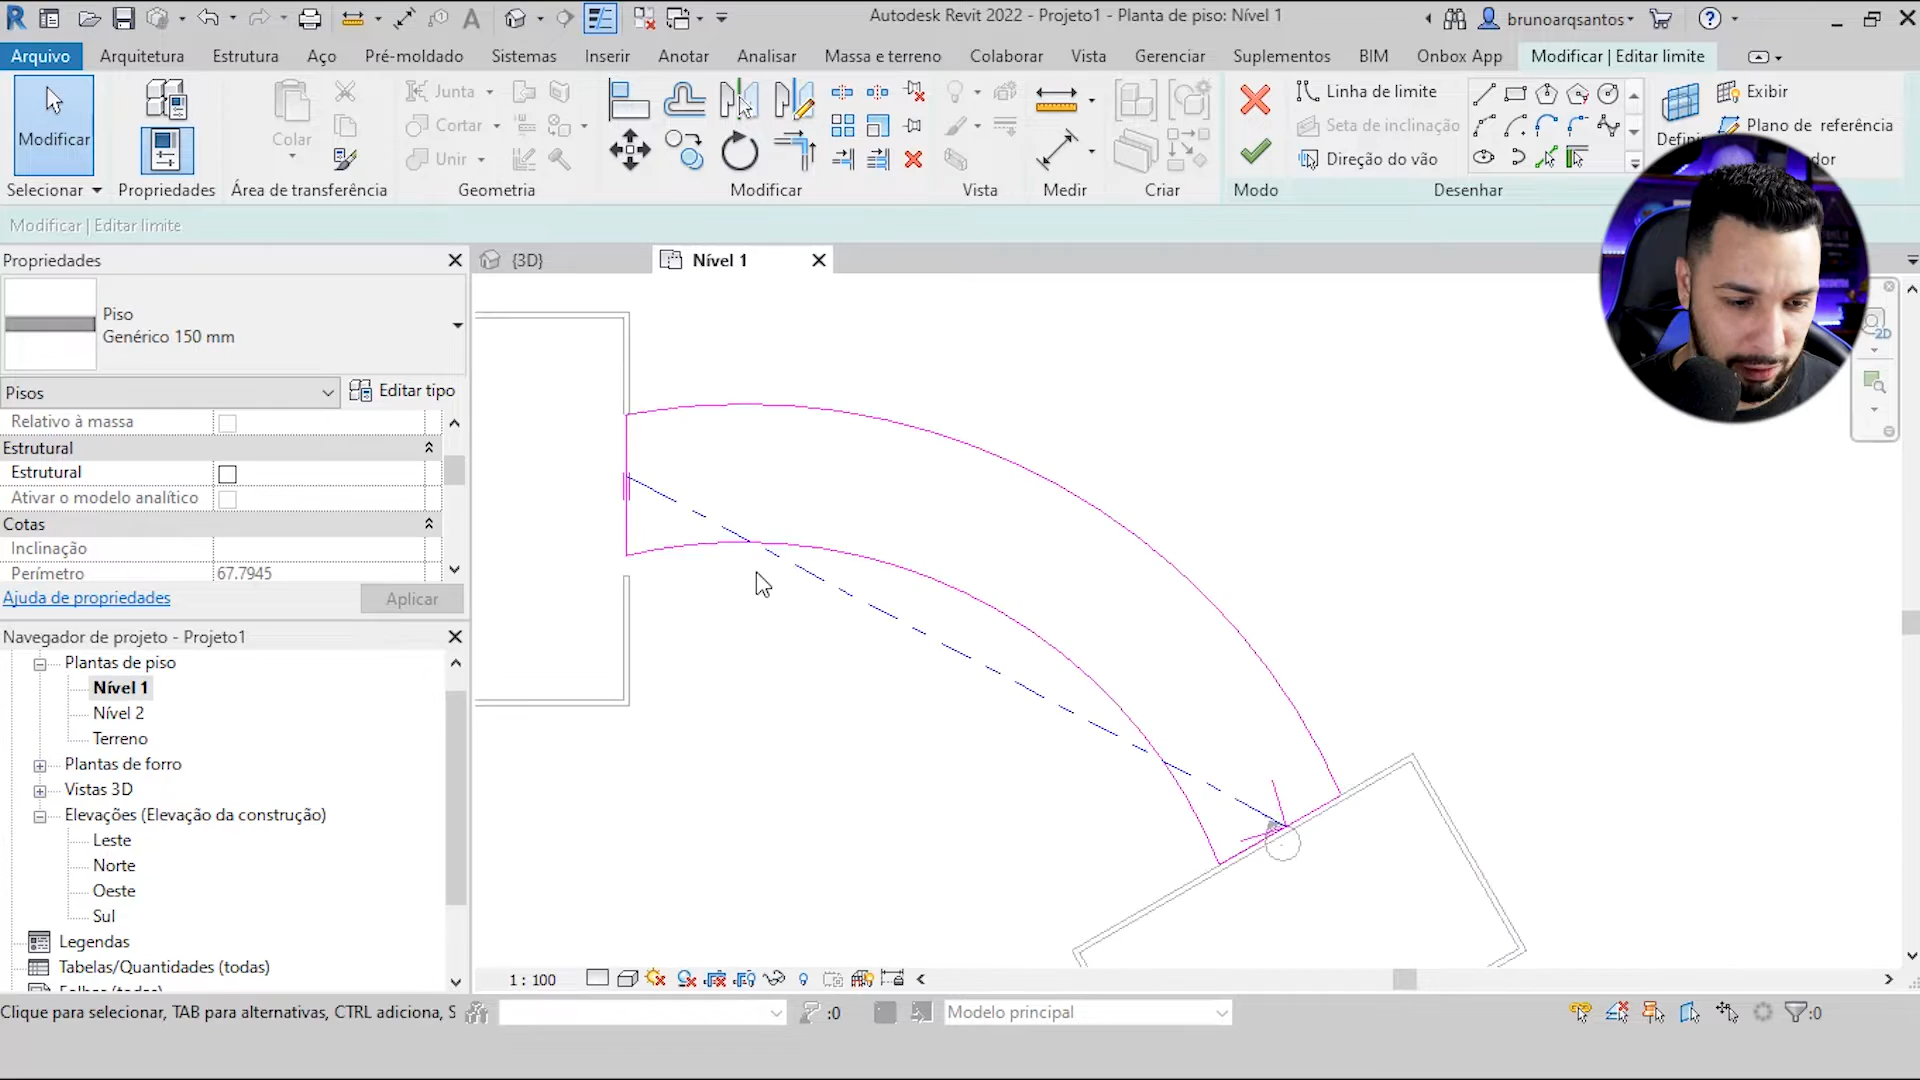 Autodesk Revit 2022 - Projeto1 - Planta de piso: Nível 1
brunoarqsantos
Arquivo Arquitetura Estrutura Aço Pré-moldado Sistemas Inserir Anotar Analisar Massa e terreno Colaborar Vista Gerenciar Suplementos BIM Onbox App Modificar | Editar limite
Junta Linha de limite Exibir
Cortar Seta de inclinação Plano de referência
Modificar Colar Unir Direção do vão
Selecionar Propriedades Área de transferência Geometria Modificar Vista Medir Criar Modo Desenhar
Modificar | Editar limite
Propriedades
{3D}
Nível 1
2D
Piso
Genérico 150 mm
Pisos
Editar tipo
Relativo à massa
Estrutural
Estrutural
Ativar o modelo analítico
Cotas
Inclinação
Perímetro 67.7945
Ajuda de propriedades
Aplicar
Navegador de projeto - Projeto1
Plantas de piso
Nível 1
Nível 2
Terreno
Plantas de forro
Vistas 3D
Elevações (Elevação da construção)
Leste
Norte
Oeste
Sul
Legendas
Tabelas/Quantidades (todas)
1 : 100
Clique para selecionar, TAB para alternativas, CTRL adiciona, S
:0
Modelo principal
:0